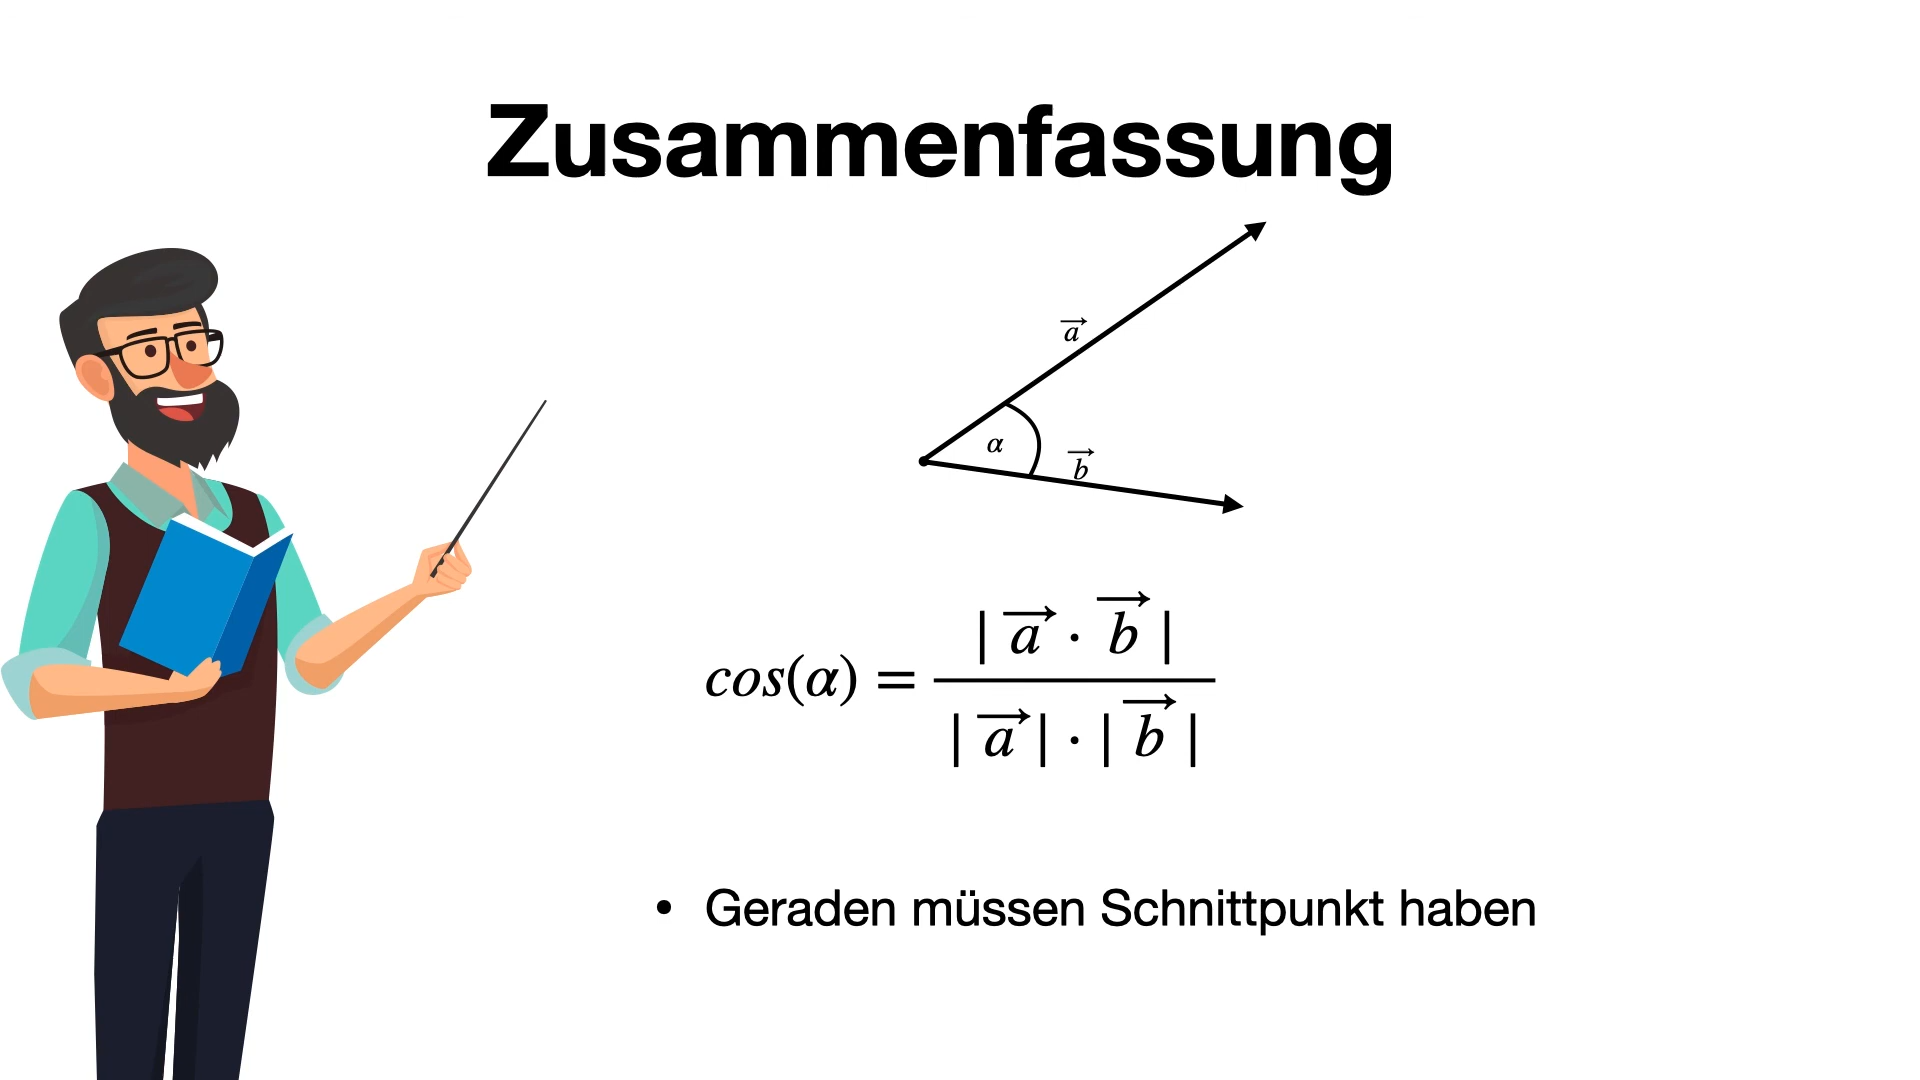 Zusammenfassung
→a
α
→b
cos(α) = |→a · →b| / |→a| · |→b|
• Geraden müssen Schnittpunkt haben